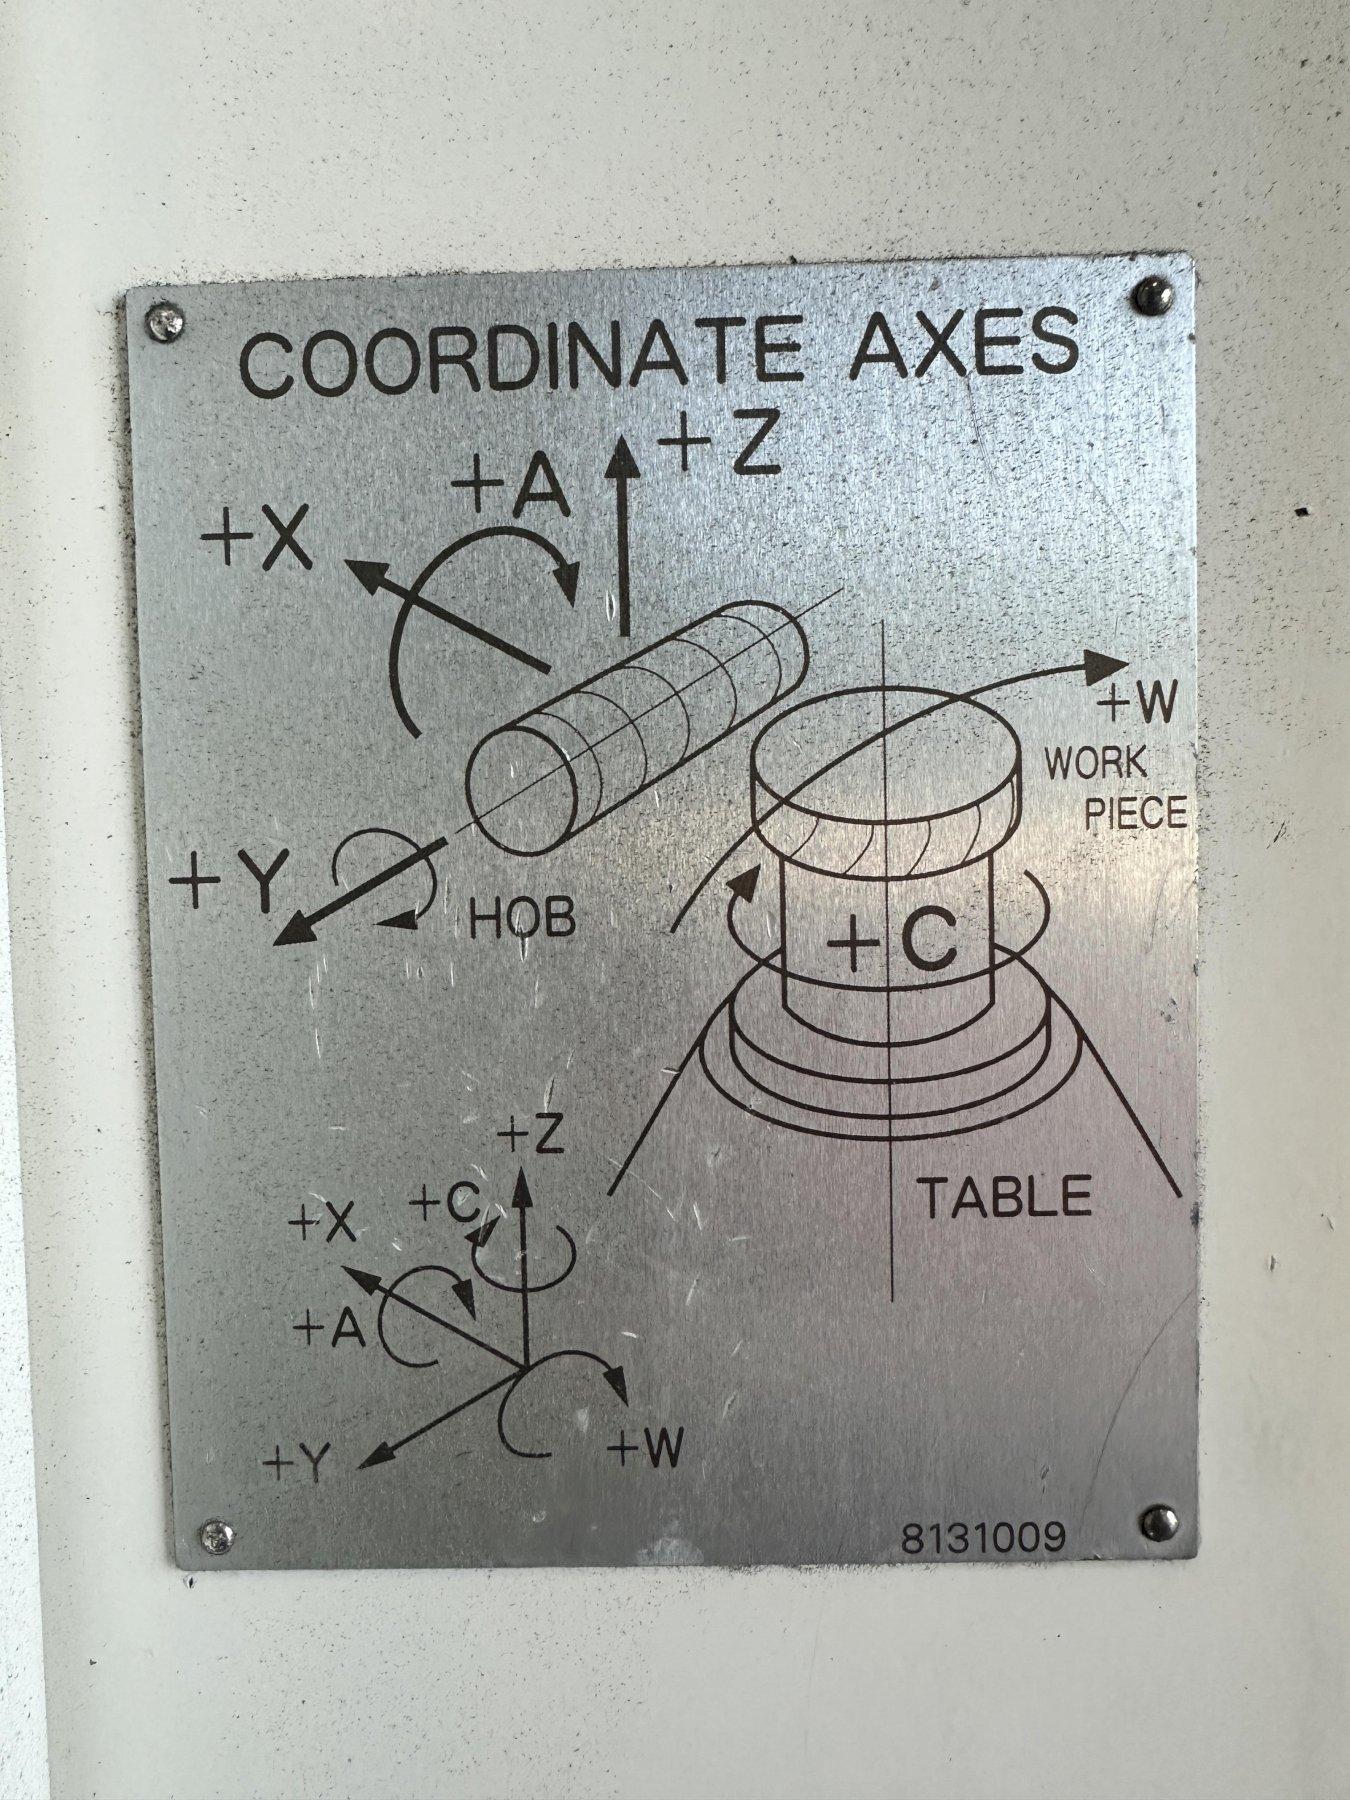 COORDINATE AXES
+Z
+A
+X
+W
WORK
PIECE
+Y
HOB
+C
+Z
+C
+X
TABLE
+A
+Y
+W
8131009